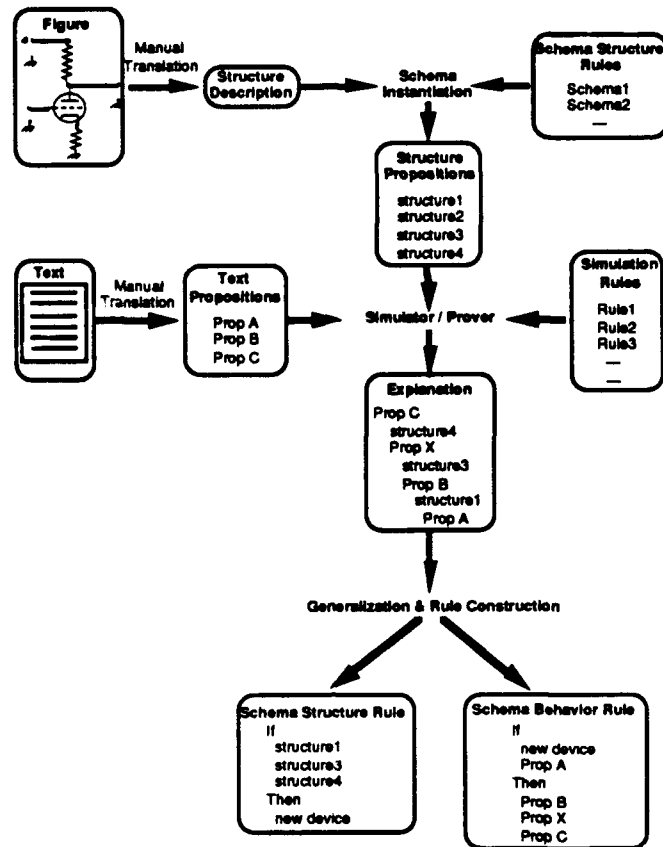 Figure
Manual
Translation
Structure
Description
Schema
Instantiation
Schema Structure
Rules
Schema1
Schema2
—
Structure
Propositions
structure1
structure2
structure3
structure4
Text
Manual
Translation
Text
Propositions
Prop A
Prop B
Prop C
Simulator / Prover
Simulation
Rules
Rule1
Rule2
Rule3
—
—
Explanation
Prop C
structure4
Prop X
structure3
Prop B
structure1
Prop A
Generalization & Rule Construction
Schema Structure Rule
If
structure1
structure3
structure4
Then
new device
Schema Behavior Rule
If
new device
Prop A
Then
Prop B
Prop X
Prop C